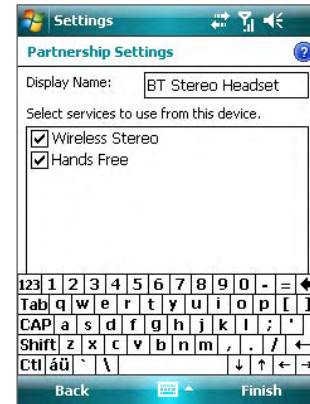 Settings
Partnership Settings ?
Display Name: BT Stereo Headset
Select services to use from this device.
Wireless Stereo
Hands Free
123 1 2 3 4 5 6 7 8 9 0 - = ←
Tab q w e r t y u i o p [ ]
CAP a s d f g h j k l ; '
Shift z x c v b n m , . / ←
Ctl áü ` \ ↓ ↑ ← →
Back Finish